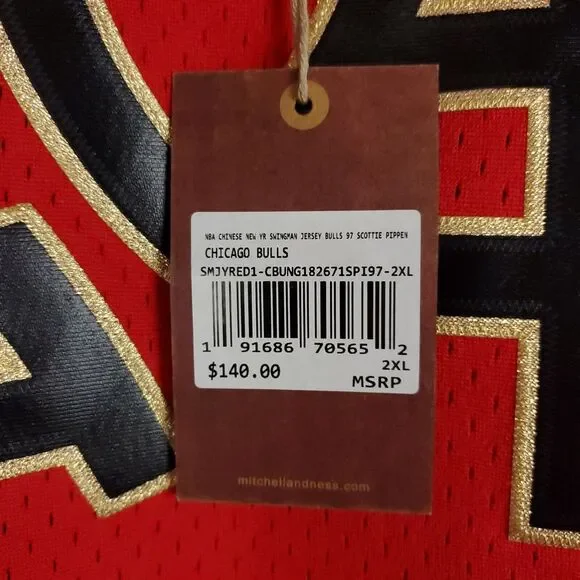 NBA CHINESE NEW YR SWINGMAN JERSEY BULLS 97 SCOTTIE PIPPEN
CHICAGO BULLS
SMJYRED1-CBUNG182671SPI97-2XL
1 91686 70565 2
2XL
$140.00
MSRP
mitchellandness.com